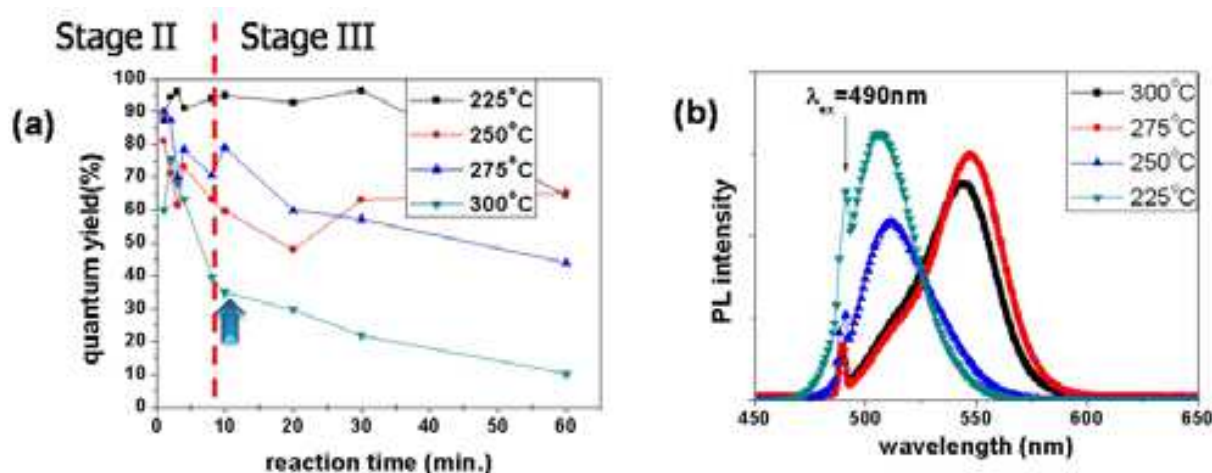 Stage II
Stage III
(a)
quantum yield(%)
100
90
80
70
60
50
40
30
20
10
0
225°C
250°C
275°C
300°C
0
10
20
30
40
50
60
reaction time (min.)
(b)
PL intensity
λex=490nm
300°C
275°C
250°C
225°C
450
500
550
600
650
wavelength (nm)